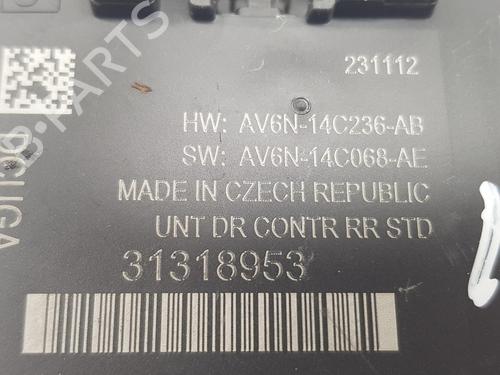 231112
HW: AV6N-14C236-AB
SW: AV6N-14C068-AE
MADE IN CZECH REPUBLIC
UNT DR CONTR RR STD
31318953
B-PARTS